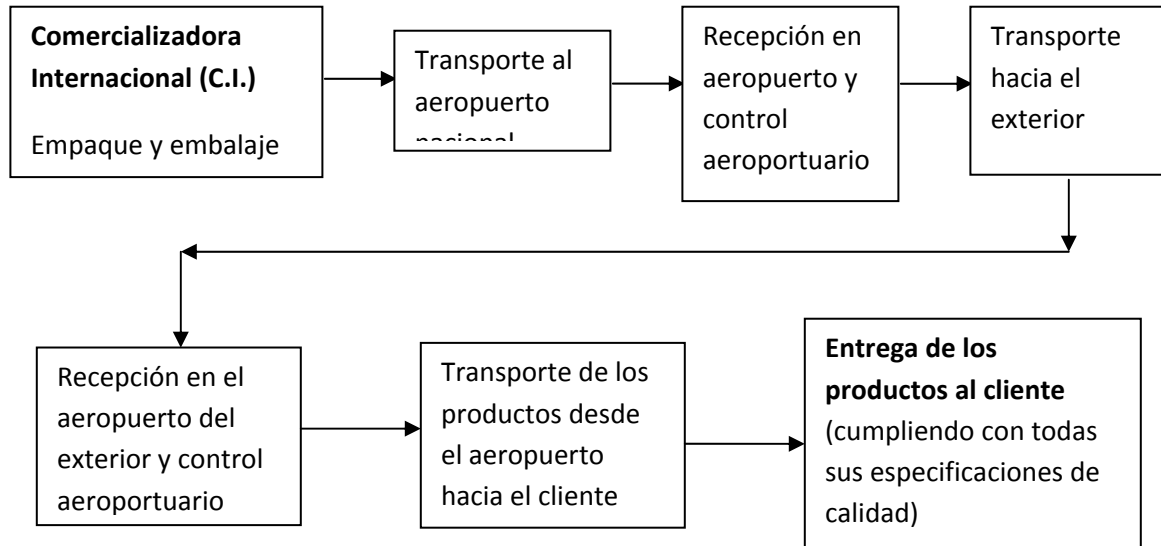 Comercializadora
Internacional (C.I.)
Empaque y embalaje
Transporte al
aeropuerto
nacional
Recepción en
aeropuerto y
control
aeroportuario
Transporte
hacia el
exterior
Recepción en el
aeropuerto del
exterior y control
aeroportuario
Transporte de los
productos desde
el aeropuerto
hacia el cliente
Entrega de los
productos al cliente
(cumpliendo con todas
sus especificaciones de
calidad)